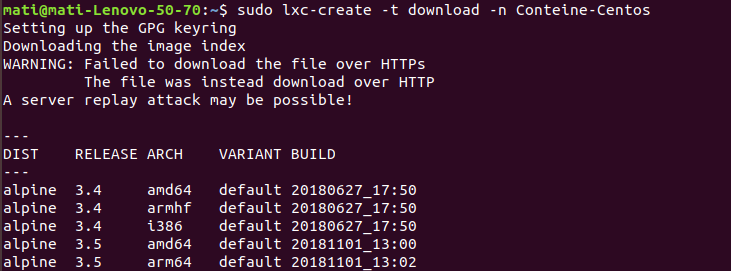 mati@mati-Lenovo-50-70:~$ sudo lxc-create -t download -n Conteine-Centos
Setting up the GPG keyring
Downloading the image index
WARNING: Failed to download the file over HTTPs
         The file was instead download over HTTP
A server replay attack may be possible!

---
DIST    RELEASE ARCH    VARIANT BUILD
---
alpine  3.4     amd64   default 20180627_17:50
alpine  3.4     armhf   default 20180627_17:50
alpine  3.4     i386    default 20180627_17:50
alpine  3.5     amd64   default 20181101_13:00
alpine  3.5     arm64   default 20181101_13:02